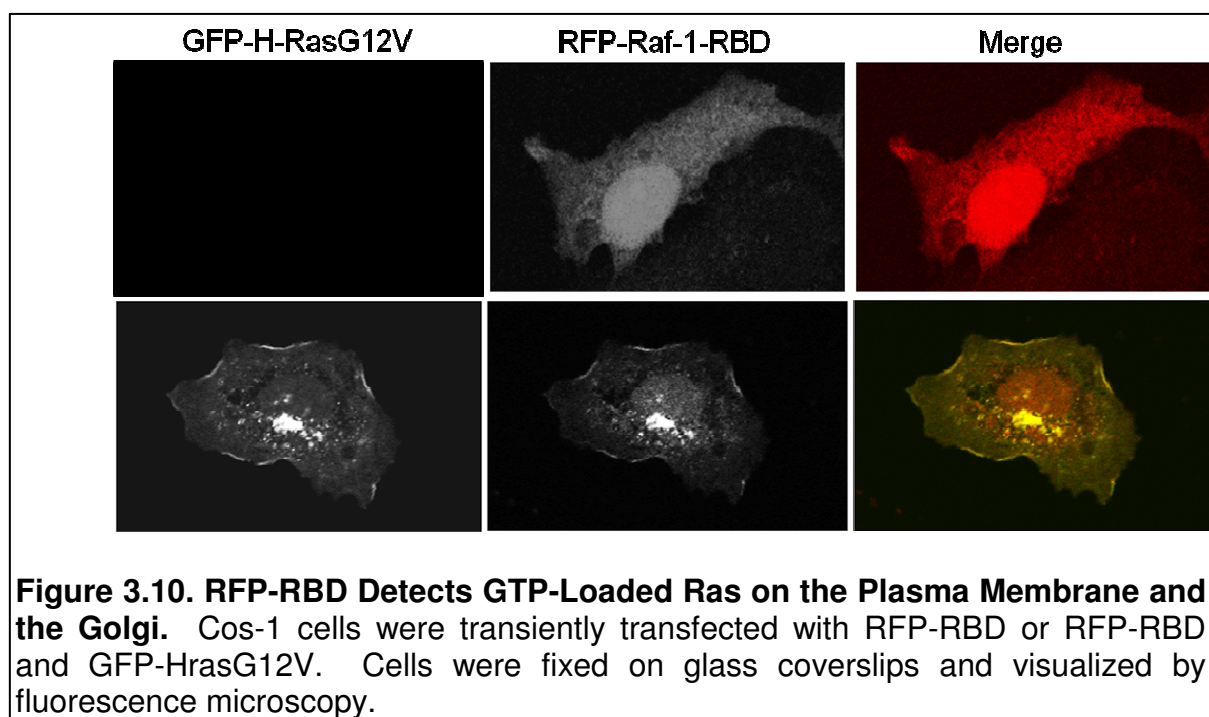 GFP-H-RasG12V RFP-Raf-1-RBD Merge
Figure 3.10. RFP-RBD Detects GTP-Loaded Ras on the Plasma Membrane and
the Golgi. Cos-1 cells were transiently transfected with RFP-RBD or RFP-RBD
and GFP-HrasG12V. Cells were fixed on glass coverslips and visualized by
fluorescence microscopy.